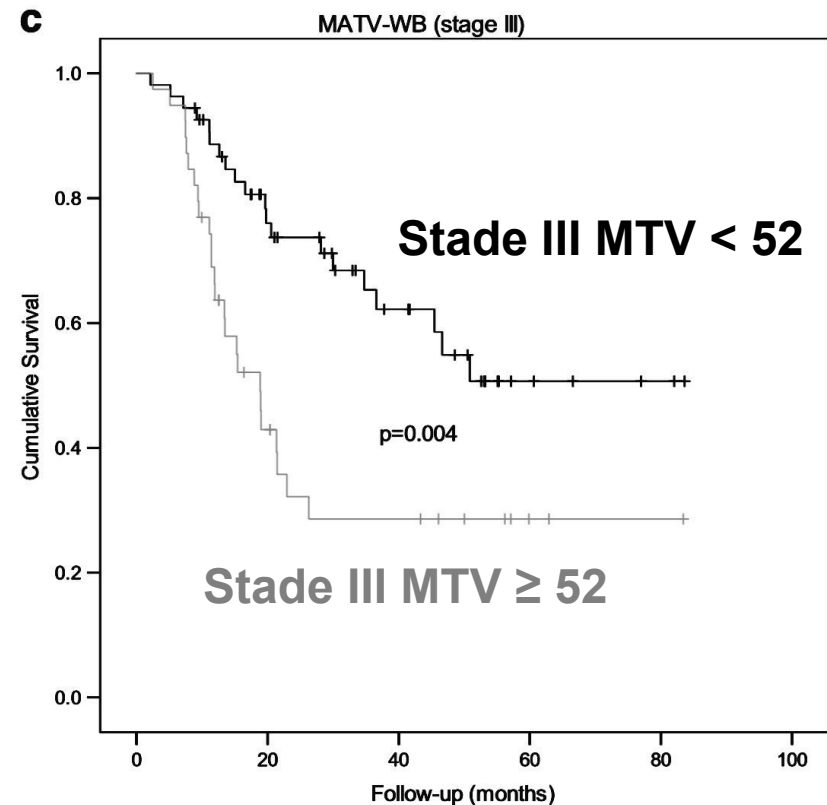 c
MATV-WB (stage III)
1.0
0.8
Stade III MTV < 52
0.6
Cumulative Survival
p=0.004
0.4
Stade III MTV ≥ 52
0.2
0.0
0 20 40 60 80 100
Follow-up (months)